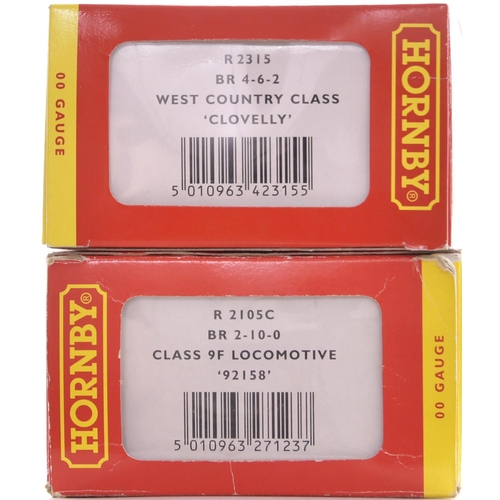 00 GAUGE
R 2315
BR 4-6-2
WEST COUNTRY CLASS
'CLOVELLY'
5 010963 423155
HORNBY®
HORNBY®
R 2105C
BR 2-10-0
CLASS 9F LOCOMOTIVE
'92158'
5 010963 271237
00 GAUGE